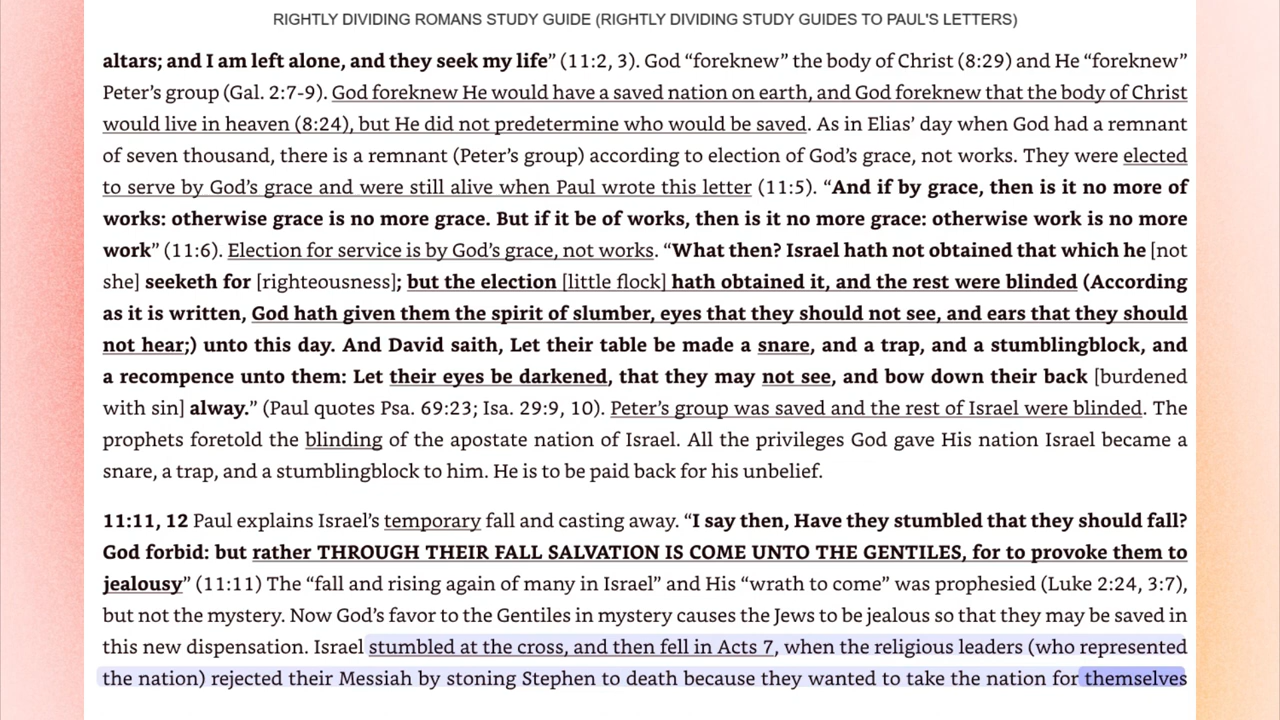 RIGHTLY DIVIDING ROMANS STUDY GUIDE (RIGHTLY DIVIDING STUDY GUIDES TO PAUL'S LETTERS)
altars; and I am left alone, and they seek my life” (11:2, 3). God “foreknew” the body of Christ (8:29) and He “foreknew”
Peter’s group (Gal. 2:7-9). God foreknew He would have a saved nation on earth, and God foreknew that the body of Christ
would live in heaven (8:24), but He did not predetermine who would be saved. As in Elias’ day when God had a remnant
of seven thousand, there is a remnant (Peter’s group) according to election of God’s grace, not works. They were elected
to serve by God’s grace and were still alive when Paul wrote this letter (11:5). “And if by grace, then is it no more of
works: otherwise grace is no more grace. But if it be of works, then is it no more grace: otherwise work is no more
work” (11:6). Election for service is by God’s grace, not works. “What then? Israel hath not obtained that which he [not
she] seeketh for [righteousness]; but the election [little flock] hath obtained it, and the rest were blinded (According
as it is written, God hath given them the spirit of slumber, eyes that they should not see, and ears that they should
not hear;) unto this day. And David saith, Let their table be made a snare, and a trap, and a stumblingblock, and
a recompence unto them: Let their eyes be darkened, that they may not see, and bow down their back [burdened
with sin] alway.” (Paul quotes Psa. 69:23; Isa. 29:9, 10). Peter’s group was saved and the rest of Israel were blinded. The
prophets foretold the blinding of the apostate nation of Israel. All the privileges God gave His nation Israel became a
snare, a trap, and a stumblingblock to him. He is to be paid back for his unbelief.
11:11, 12 Paul explains Israel’s temporary fall and casting away. “I say then, Have they stumbled that they should fall?
God forbid: but rather THROUGH THEIR FALL SALVATION IS COME UNTO THE GENTILES, for to provoke them to
jealousy” (11:11) The “fall and rising again of many in Israel” and His “wrath to come” was prophesied (Luke 2:24, 3:7),
but not the mystery. Now God’s favor to the Gentiles in mystery causes the Jews to be jealous so that they may be saved in
this new dispensation. Israel stumbled at the cross, and then fell in Acts 7, when the religious leaders (who represented
the nation) rejected their Messiah by stoning Stephen to death because they wanted to take the nation for themselves